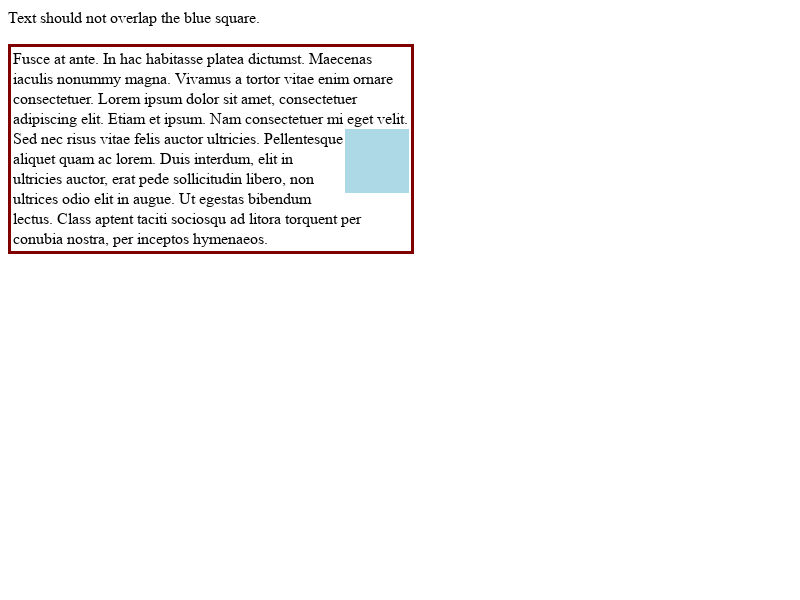 Text should not overlap the blue square.
Fusce at ante. In hac habitasse platea dictumst. Maecenas
iaculis nonummy magna. Vivamus a tortor vitae enim ornare
consectetuer. Lorem ipsum dolor sit amet, consectetuer
adipiscing elit. Etiam et ipsum. Nam consectetuer mi eget velit.
Sed nec risus vitae felis auctor ultricies. Pellentesque
aliquet quam ac lorem. Duis interdum, elit in
ultricies auctor, erat pede sollicitudin libero, non
ultrices odio elit in augue. Ut egestas bibendum
lectus. Class aptent taciti sociosqu ad litora torquent per
conubia nostra, per inceptos hymenaeos.